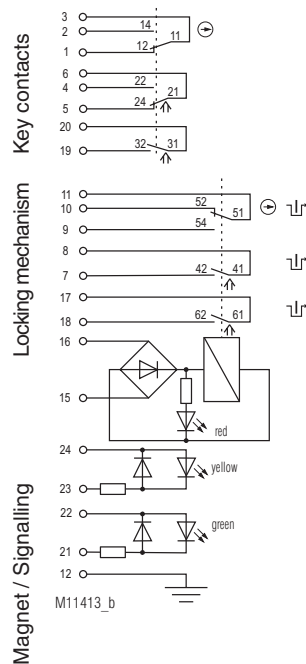 Key contacts
3
2 14
11
1 12
6
4 22
21
5 24
20
19 32 31
Locking mechanism
11
10 52
51
9 54
8
7 42 41
17
18 62 61
16
15
red
Magnet / Signalling
24
yellow
23
22
green
21
12
M11413_b